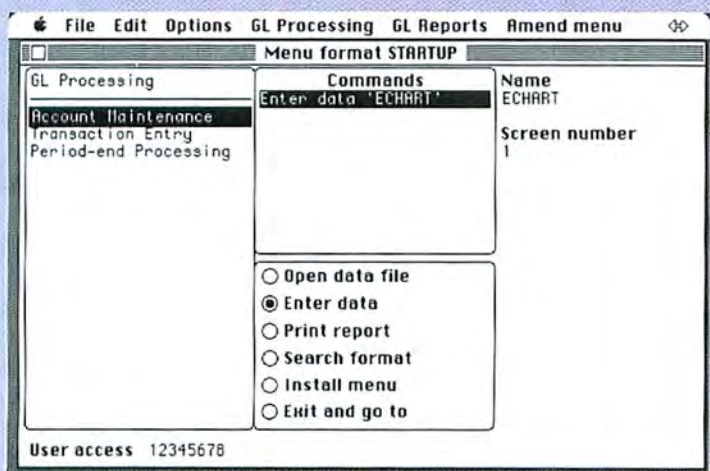 File Edit Options GL Processing GL Reports Amend menu
Menu format STARTUP
GL Processing
Account Maintenance
Transaction Entry
Period-end Processing
Commands
Enter data 'ECHART'
Name
ECHART
Screen number
1
Open data file
Enter data
Print report
Search format
Install menu
Exit and go to
User access 12345678